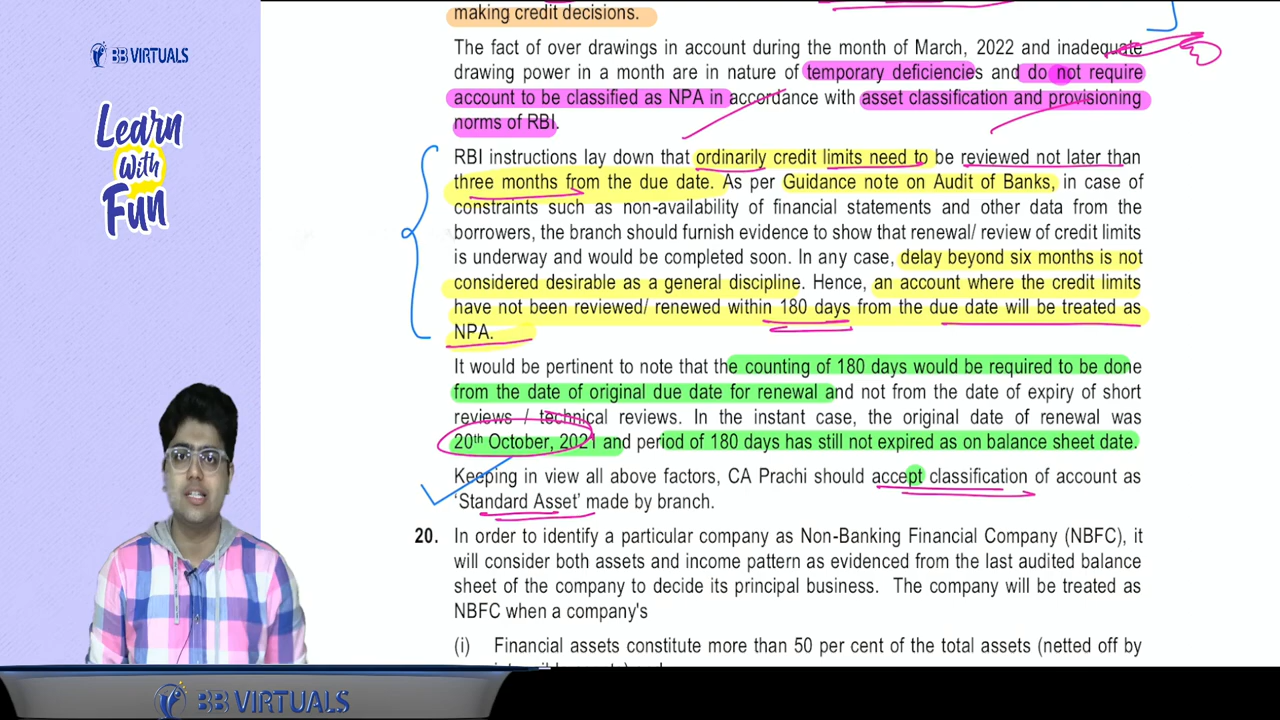 making credit decisions.
BB VIRTUALS
The fact of over drawings in account during the month of March, 2022 and inadequate
drawing power in a month are in nature of temporary deficiencies and do not require
account to be classified as NPA in accordance with asset classification and provisioning
norms of RBI.
Learn
With
Fun
RBI instructions lay down that ordinarily credit limits need to be reviewed not later than
three months from the due date. As per Guidance note on Audit of Banks, in case of
constraints such as non-availability of financial statements and other data from the
borrowers, the branch should furnish evidence to show that renewal/ review of credit limits
is underway and would be completed soon. In any case, delay beyond six months is not
considered desirable as a general discipline. Hence, an account where the credit limits
have not been reviewed/ renewed within 180 days from the due date will be treated as
NPA.
It would be pertinent to note that the counting of 180 days would be required to be done
from the date of original due date for renewal and not from the date of expiry of short
reviews / technical reviews. In the instant case, the original date of renewal was
20th October, 2021 and period of 180 days has still not expired as on balance sheet date.
Keeping in view all above factors, CA Prachi should accept classification of account as
‘Standard Asset’ made by branch.
20. In order to identify a particular company as Non-Banking Financial Company (NBFC), it
will consider both assets and income pattern as evidenced from the last audited balance
sheet of the company to decide its principal business. The company will be treated as
NBFC when a company's
(i) Financial assets constitute more than 50 per cent of the total assets (netted off by
BB VIRTUALS